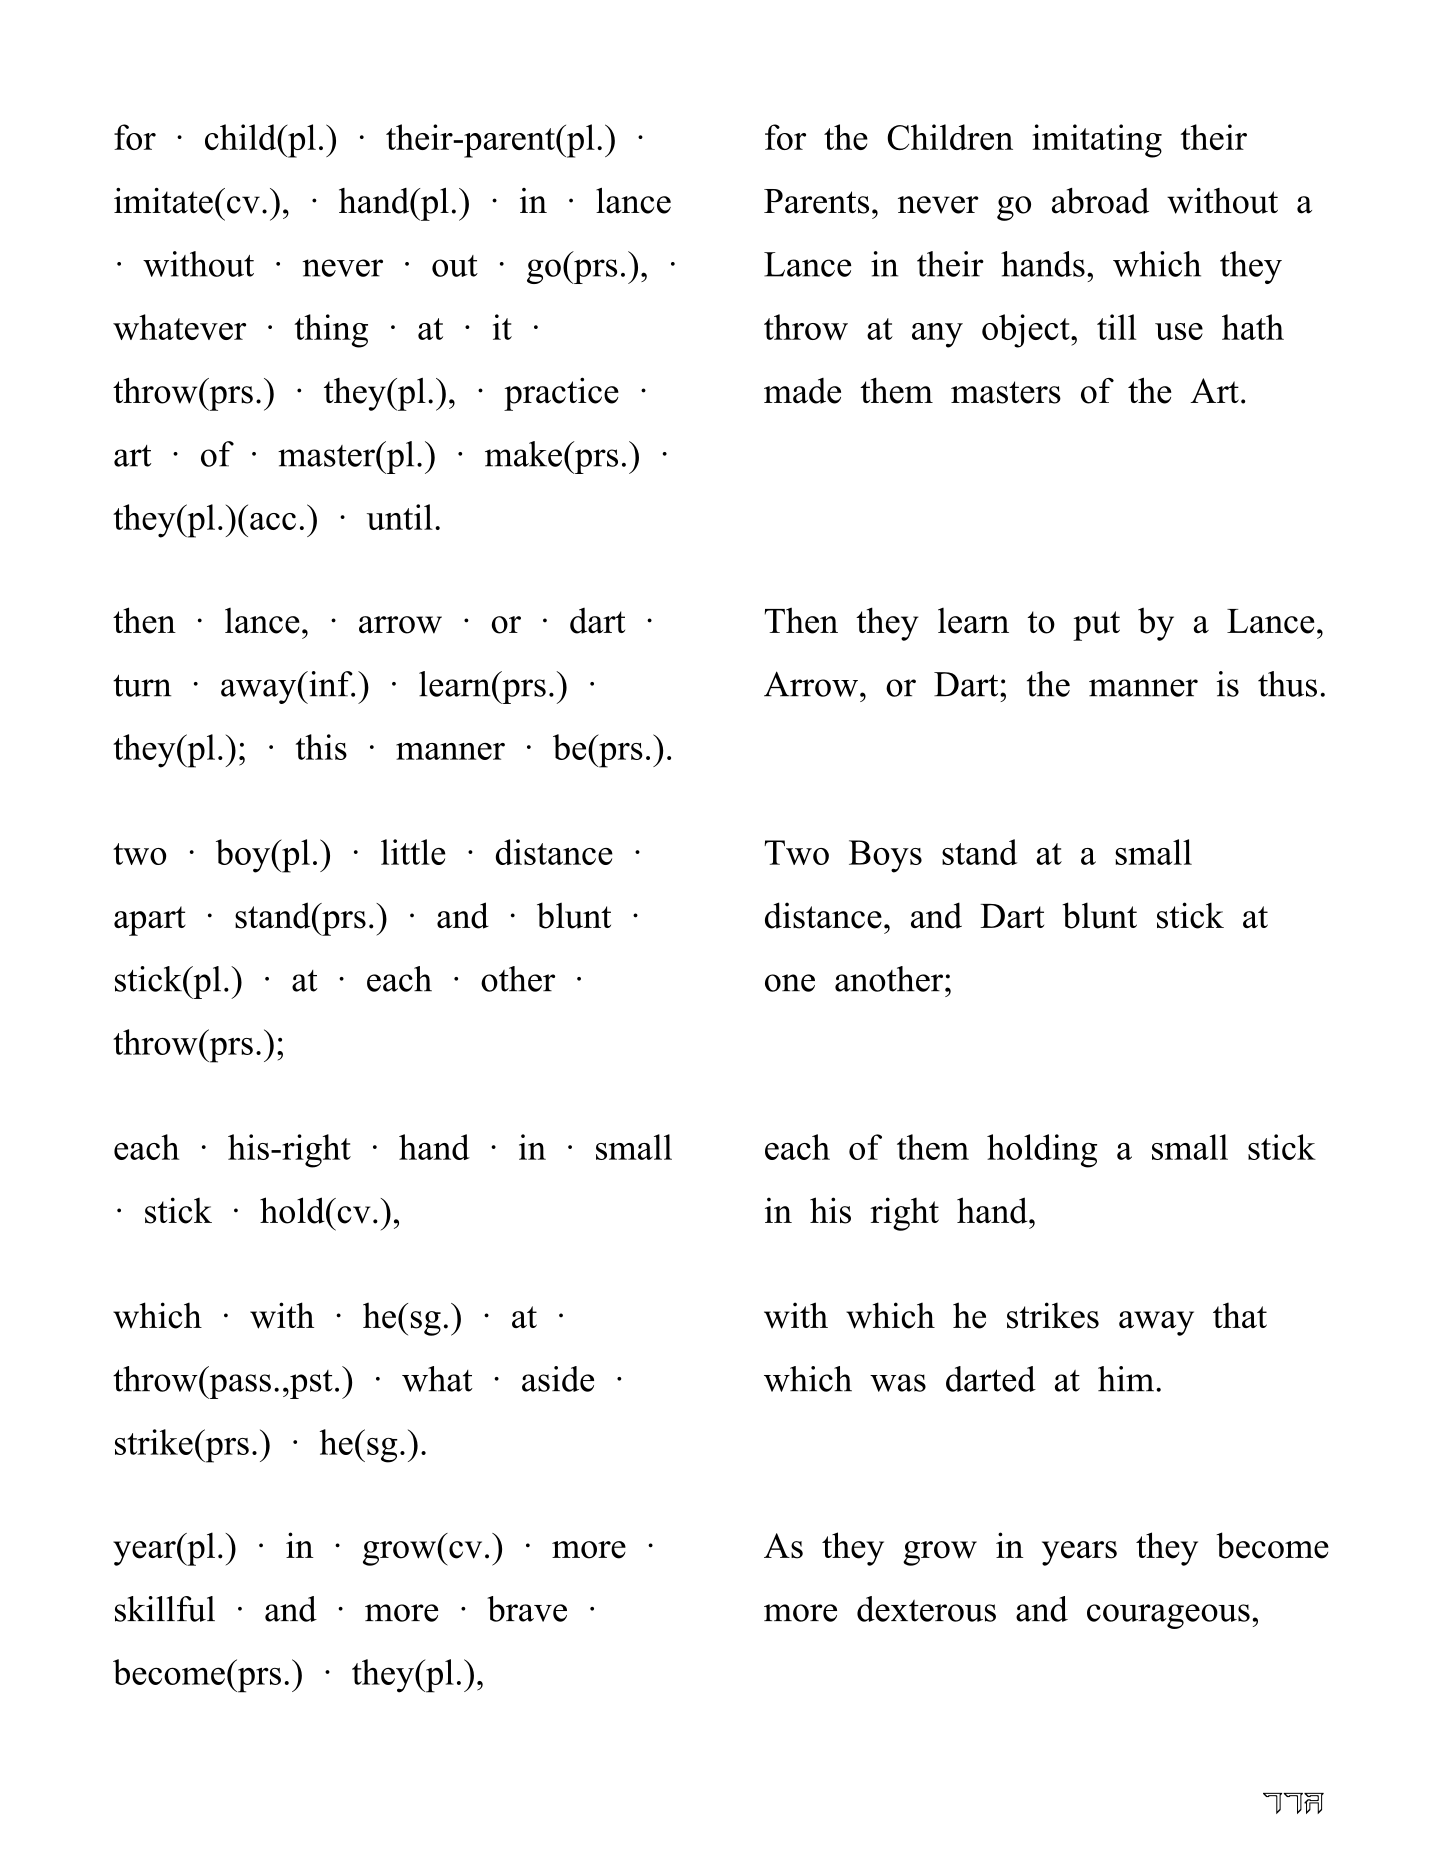 for · child(pl.) · their-parent(pl.) ·
imitate(cv.), · hand(pl.) · in · lance
· without · never · out · go(prs.), ·
whatever · thing · at · it ·
throw(prs.) · they(pl.), · practice ·
art · of · master(pl.) · make(prs.) ·
they(pl.)(acc.) · until.
for the Children imitating their
Parents, never go abroad without a
Lance in their hands, which they
throw at any object, till use hath
made them masters of the Art.
then · lance, · arrow · or · dart ·
turn · away(inf.) · learn(prs.) ·
they(pl.); · this · manner · be(prs.).
Then they learn to put by a Lance,
Arrow, or Dart; the manner is thus.
two · boy(pl.) · little · distance ·
apart · stand(prs.) · and · blunt ·
stick(pl.) · at · each · other ·
throw(prs.);
Two Boys stand at a small
distance, and Dart blunt stick at
one another;
each · his-right · hand · in · small
· stick · hold(cv.),
each of them holding a small stick
in his right hand,
which · with · he(sg.) · at ·
throw(pass.,pst.) · what · aside ·
strike(prs.) · he(sg.).
with which he strikes away that
which was darted at him.
year(pl.) · in · grow(cv.) · more ·
skillful · and · more · brave ·
become(prs.) · they(pl.),
As they grow in years they become
more dexterous and courageous,